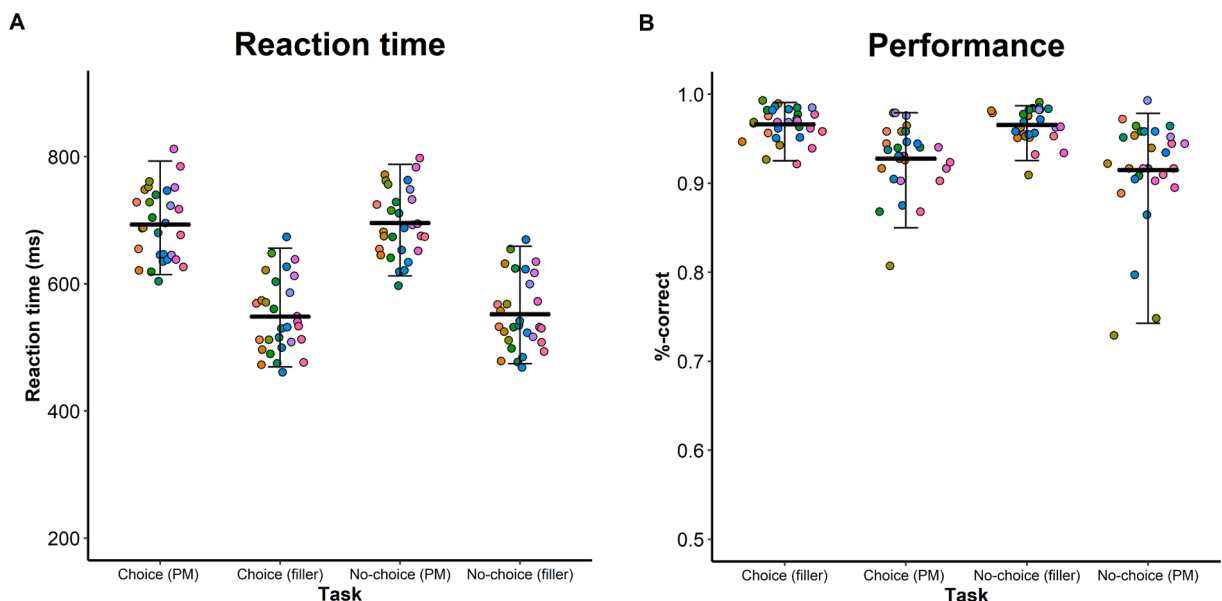 A
Reaction time
Reaction time (ms)
800
600
400
200
Choice (PM)
Choice (filler)
No-choice (PM)
No-choice (filler)
Task
B
Performance
%-correct
1.0
0.9
0.8
0.7
0.6
0.5
Choice (filler)
Choice (PM)
No-choice (filler)
No-choice (PM)
Task